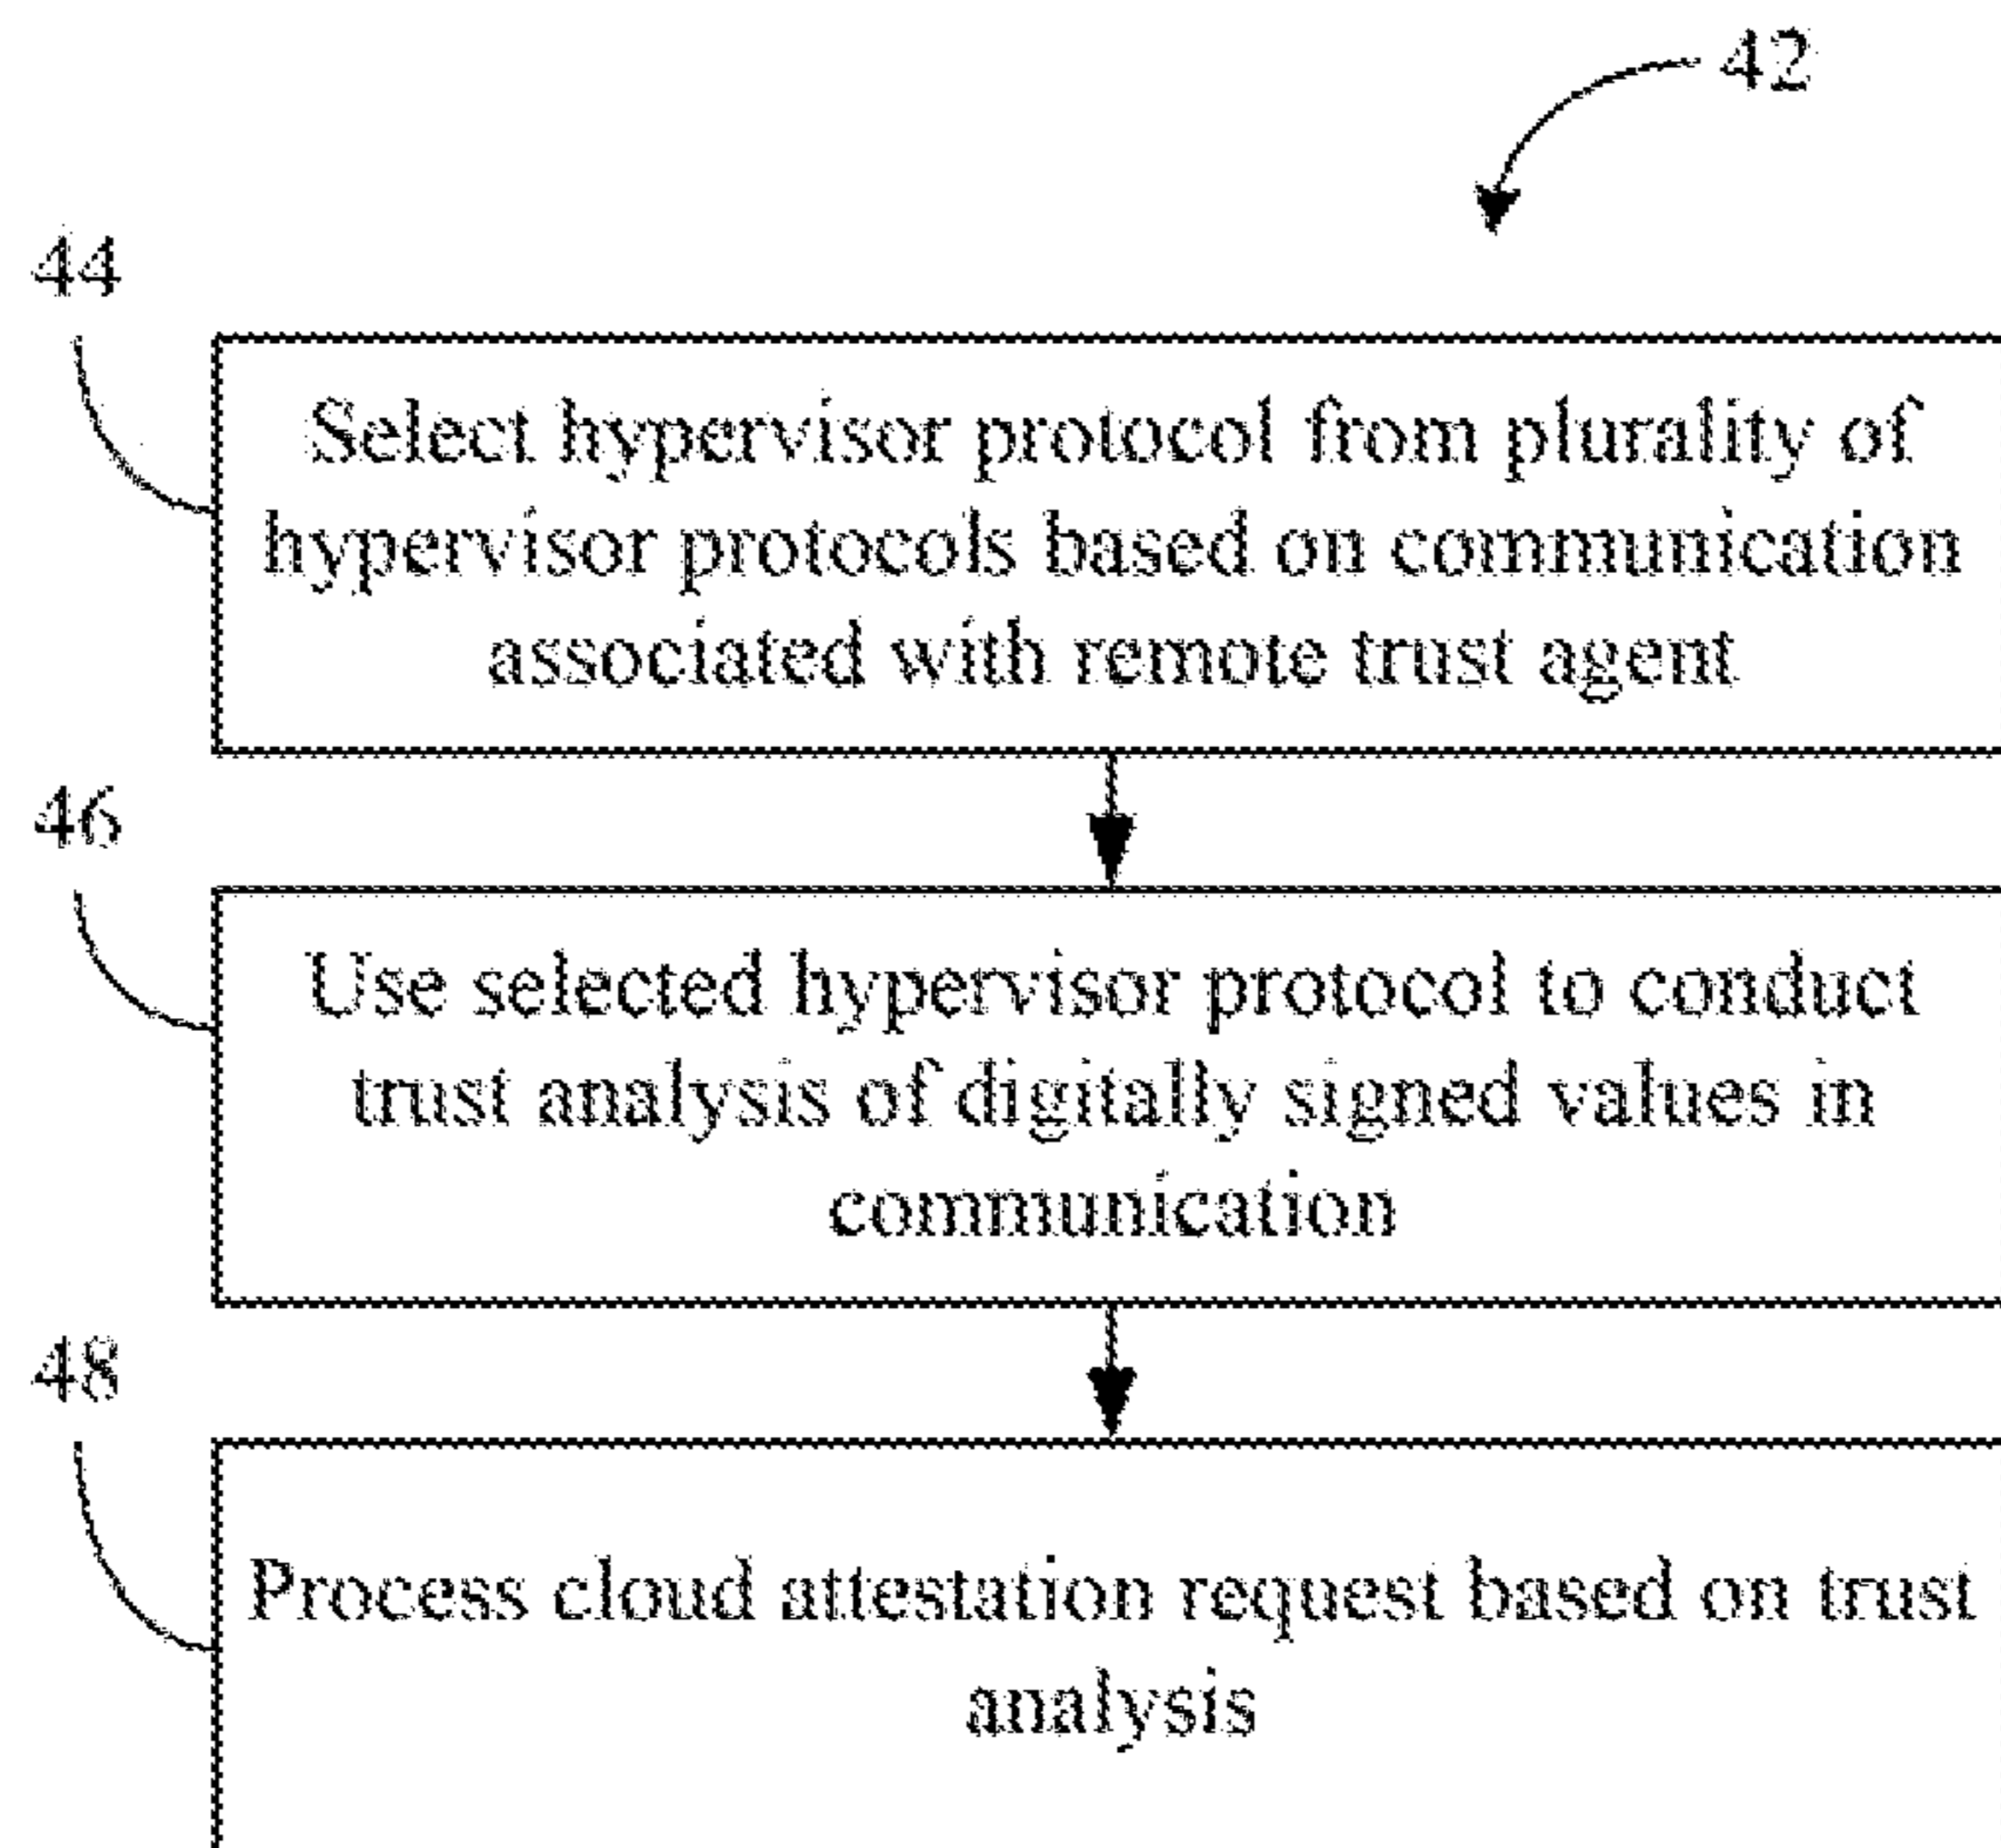 42
44
Select hypervisor protocol from plurality of
hypervisor protocols based on communication
associated with remote trust agent
46
Use selected hypervisor protocol to conduct
trust analysis of digitally signed values in
communication
48
Process cloud attestation request based on trust
analysis